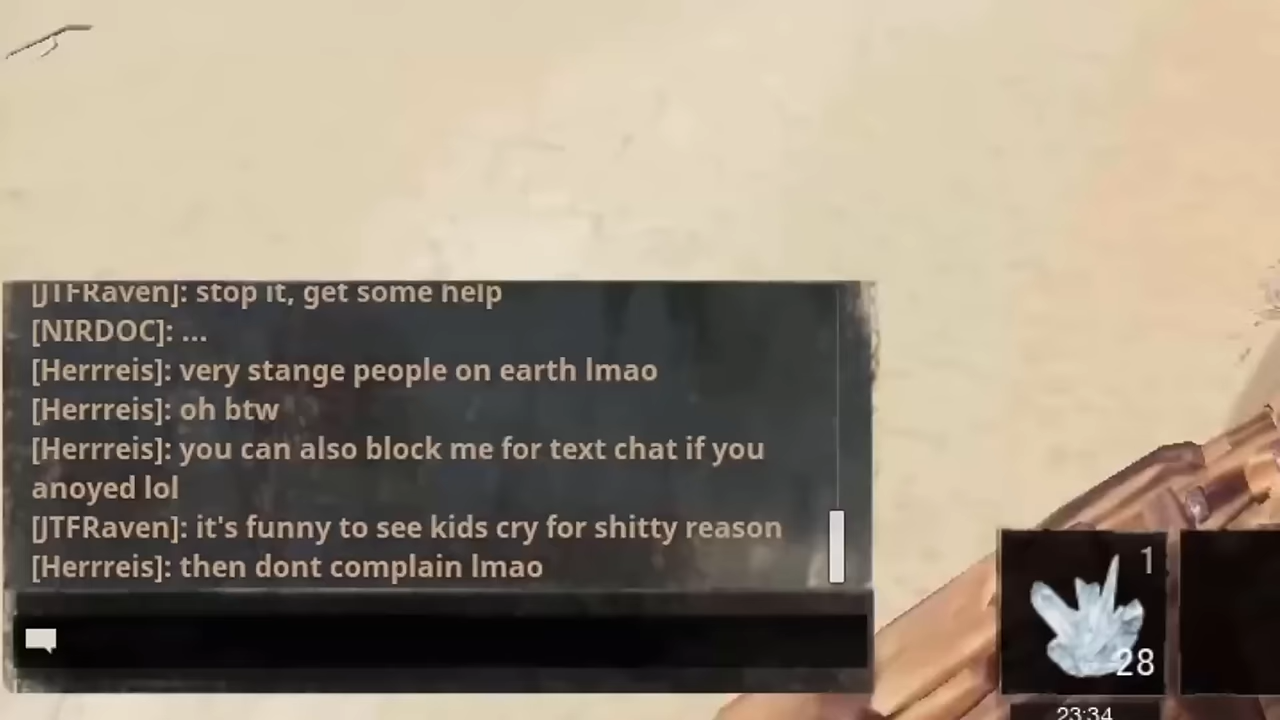 [JTFRaven]: stop it, get some help
[NIRDOC]: ...
[Herrreis]: very stange people on earth lmao
[Herrreis]: oh btw
[Herrreis]: you can also block me for text chat if you
anoyed lol
[JTFRaven]: it's funny to see kids cry for shitty reason
[Herrreis]: then dont complain lmao
1
28
23:34